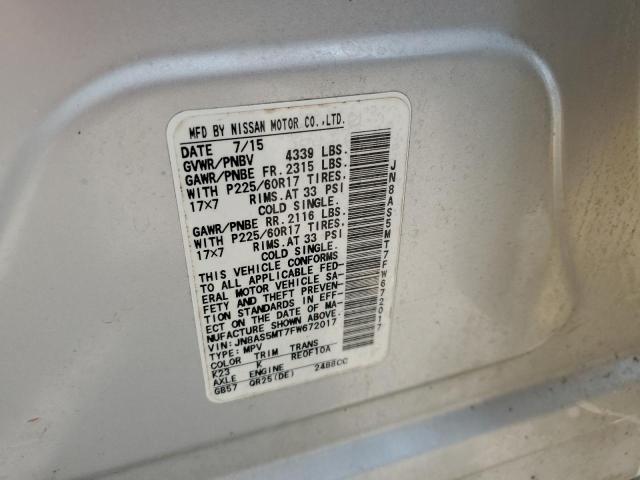 MFD BY NISSAN MOTOR CO.,LTD.
DATE 7/15
GVWR/PNBV 4339 LBS.
GAWR/PNBE FR. 2315 LBS.
WITH P225/60R17 TIRES.
17×7 RIMS.AT 33 PSI
COLD SINGLE.
GAWR/PNBE RR. 2116 LBS.
WITH P225/60R17 TIRES.
17×7 RIMS.AT 33 PSI
COLD SINGLE.
THIS VEHICLE CONFORMS
TO ALL APPLICABLE FED-
ERAL MOTOR VEHICLE SA-
FETY AND THEFT PREVEN-
TION STANDARDS IN EFF-
ECT ON THE DATE OF MA-
NUFACTURE SHOWN ABOVE.
VIN:JN8AS5MT7FW672017
TYPE:MPV
COLOR TRIM TRANS
K23 K RE0F10A
AXLE ENGINE
GB57 QR25(DE) 2488CC
JN8AS5MT7FW672017